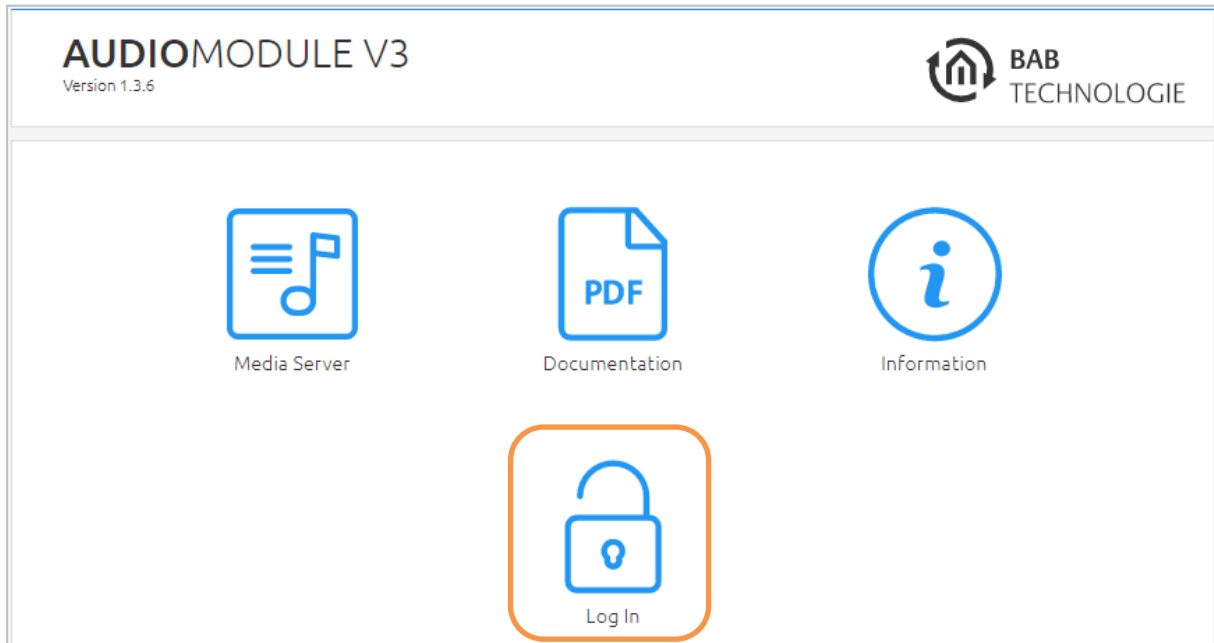 AUDIOMODULE V3
Version 1.3.6
BAB
TECHNOLOGIE
PDF
i
Media Server
Documentation
Information
Log In